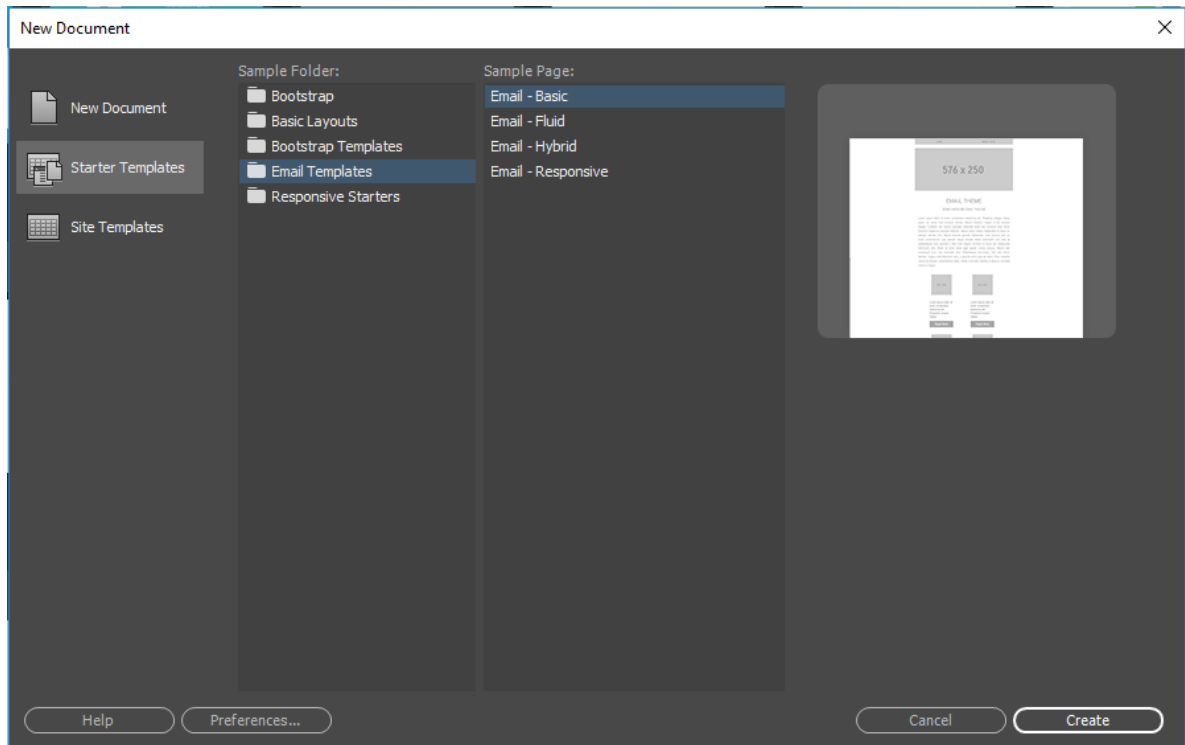 New Document
New Document
Starter Templates
Site Templates
Sample Folder:
Bootstrap
Basic Layouts
Bootstrap Templates
Email Templates
Responsive Starters
Sample Page:
Email - Basic
Email - Fluid
Email - Hybrid
Email - Responsive
576 x 250
EMAIL THEME
Help
Preferences...
Cancel
Create